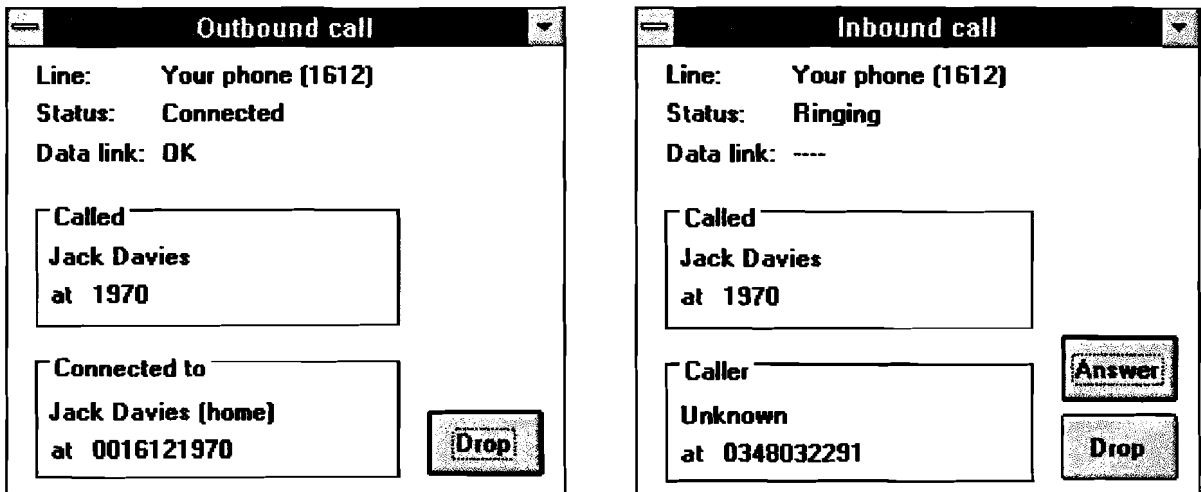 Outbound call
Line: Your phone (1612)
Status: Connected
Data link: OK
Called
Jack Davies
at 1970
Connected to
Jack Davies (home)
at 0016121970
Drop
Inbound call
Line: Your phone (1612)
Status: Ringing
Data link: ----
Called
Jack Davies
at 1970
Caller
Unknown
at 0348032291
Answer
Drop